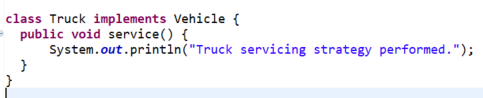 class Truck implements Vehicle {
  public void service() {
      System.out.println("Truck servicing strategy performed.");
  }
}